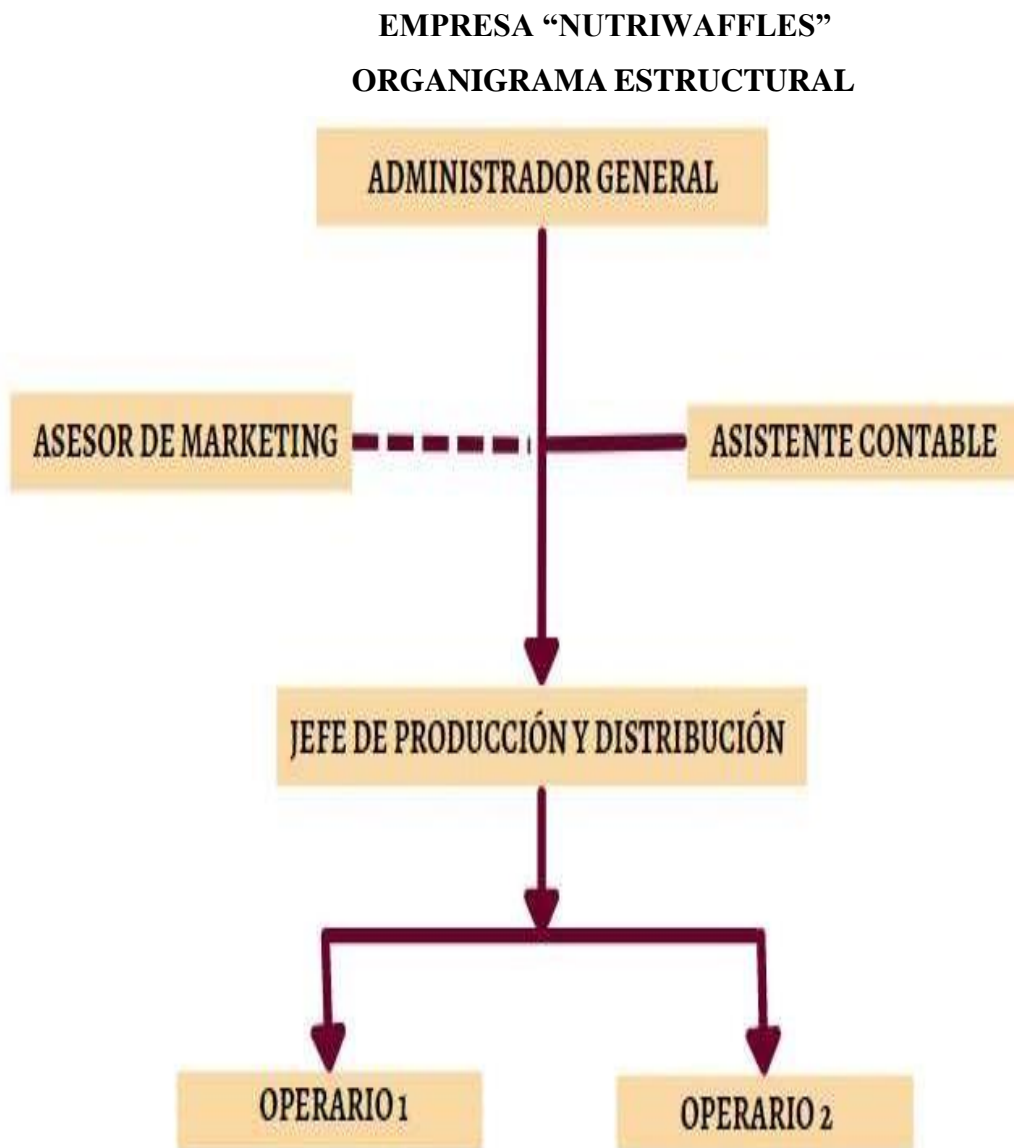 EMPRESA “NUTRIWAFFLES”
ORGANIGRAMA ESTRUCTURAL
ADMINISTRADOR GENERAL
ASESOR DE MARKETING
ASISTENTE CONTABLE
JEFE DE PRODUCCIÓN Y DISTRIBUCIÓN
OPERARIO 1
OPERARIO 2